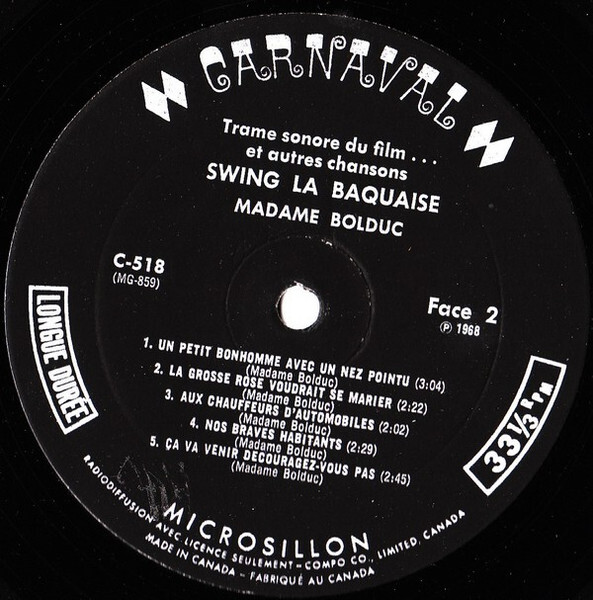 CARNAVAL
Trame sonore du film...
et autres chansons
SWING LA BAQUAISE
MADAME BOLDUC
C-518
(MG-859)
Face 2
℗ 1968
LONGUE DURÉE
33 1/3 R.P.M
1. UN PETIT BONHOMME AVEC UN NEZ POINTU (3:04)
(Madame Bolduc)
2. LA GROSSE ROSE VOUDRAIT SE MARIER (2:22)
(Madame Bolduc)
3. AUX CHAUFFEURS D'AUTOMOBILES (2:02)
(Madame Bolduc)
4. NOS BRAVES HABITANTS (2:29)
(Madame Bolduc)
5. ÇA VA VENIR DECOURAGEZ-VOUS PAS (2:45)
(Madame Bolduc)
MICROSILLON
RADIODIFFUSION AVEC LICENCE SEULEMENT-COMPO CO., LIMITED, CANADA
MADE IN CANADA - FABRIQUÉ AU CANADA